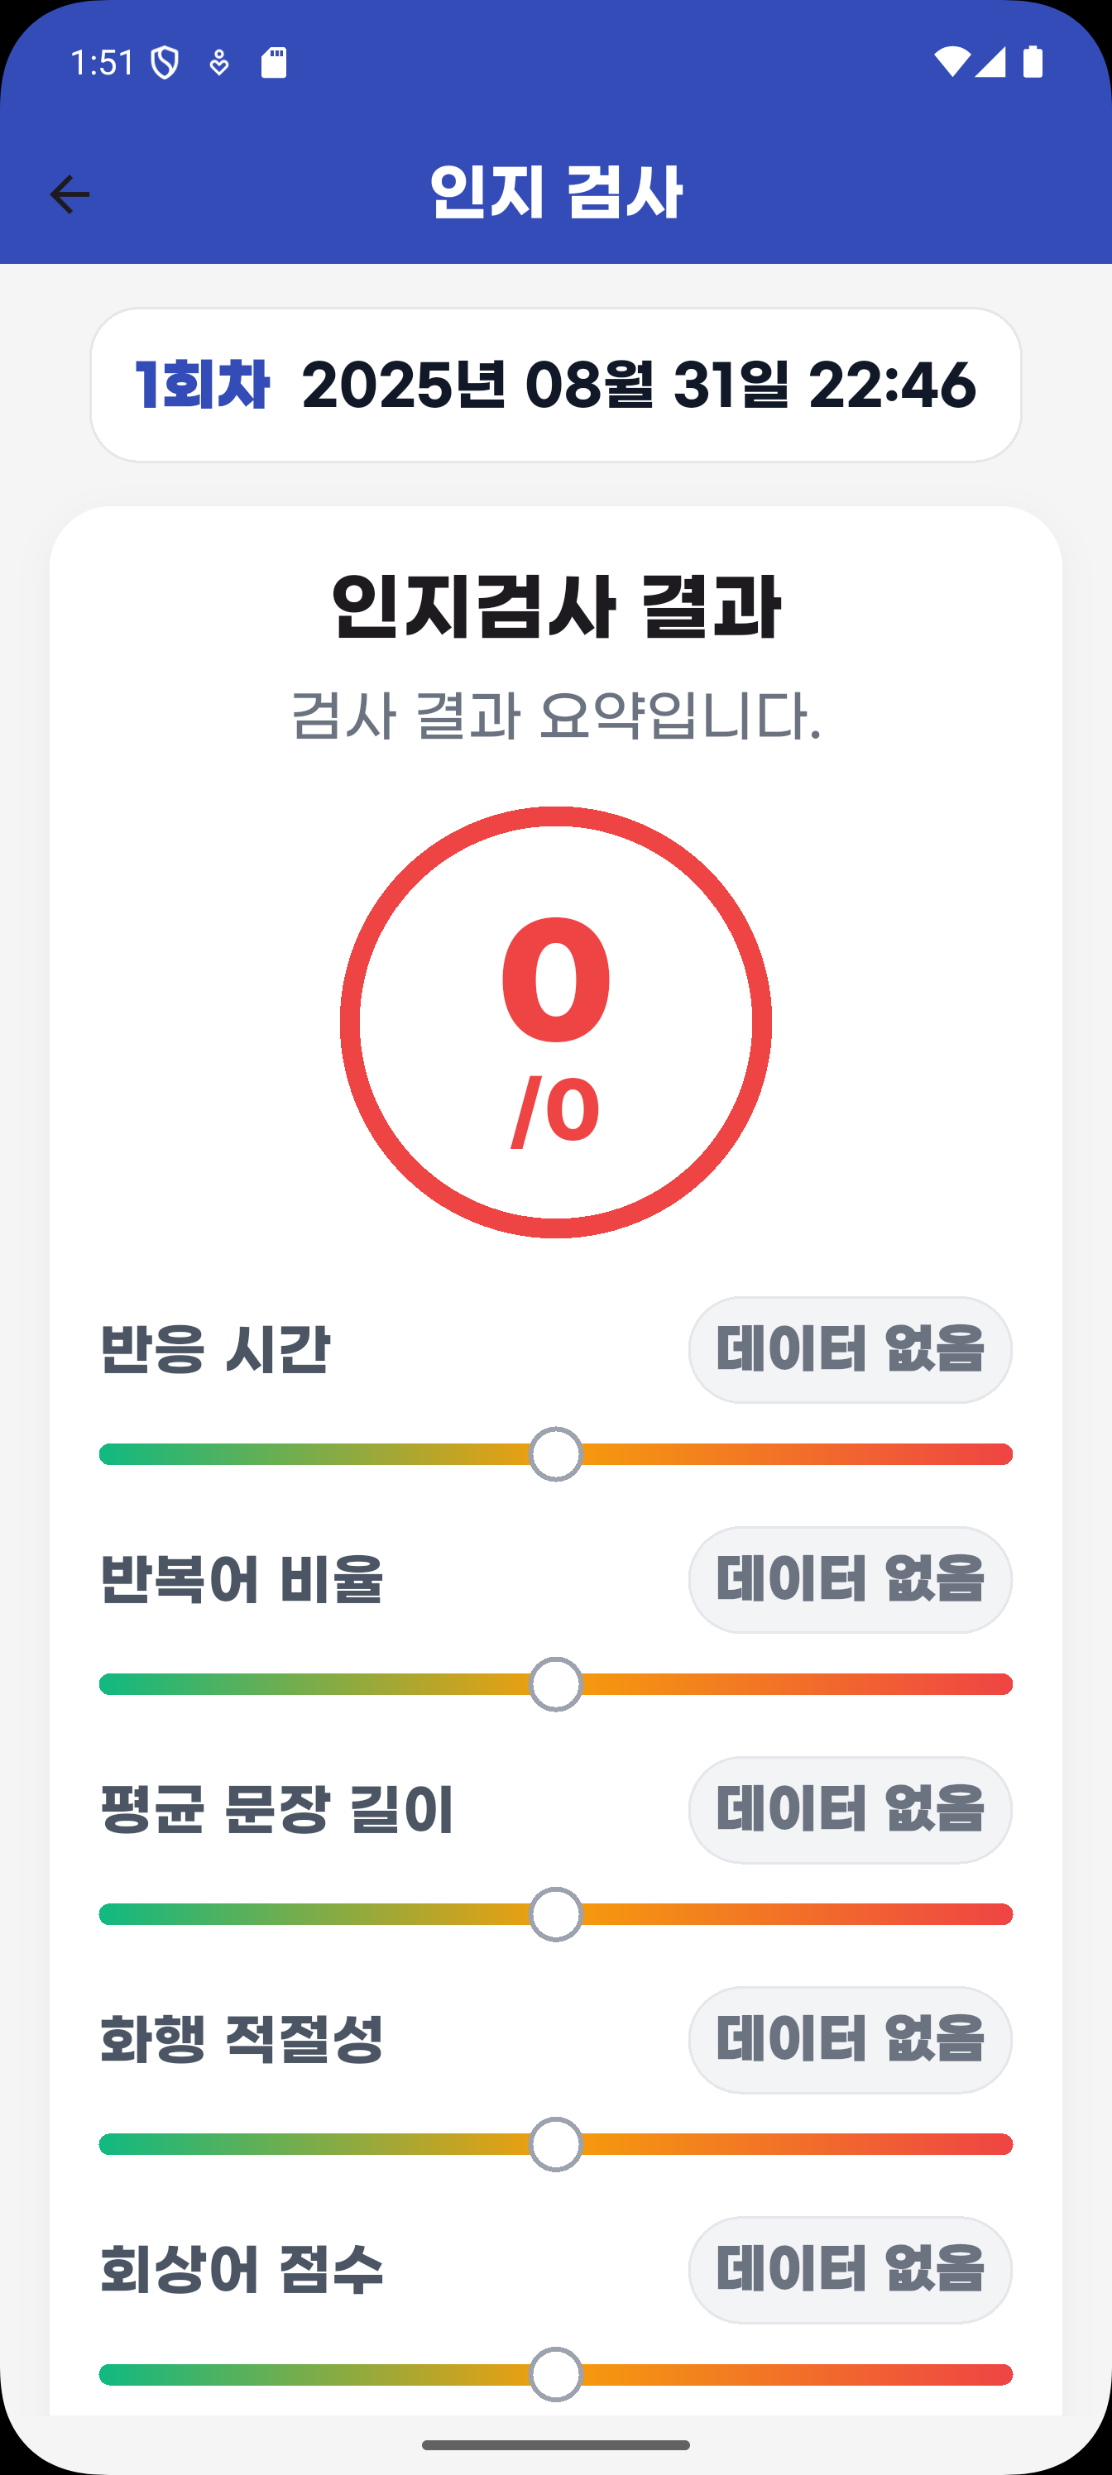 1:51
인지 검사
1회차 2025년 08월 31일 22:46
인지검사 결과
검사 결과 요약입니다.
0
/0
반응 시간 데이터 없음
반복어 비율 데이터 없음
평균 문장 길이 데이터 없음
화행 적절성 데이터 없음
회상어 점수 데이터 없음